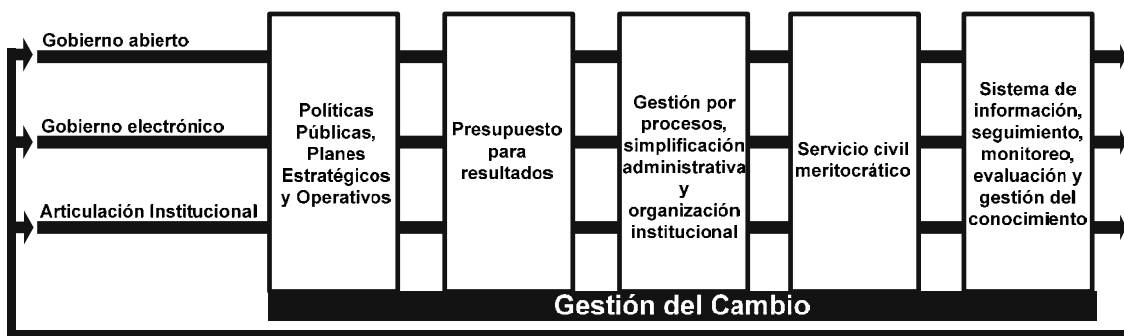 Gobierno abierto
Gobierno electrónico
Articulación Institucional
Políticas
Públicas,
Planes
Estratégicos
y Operativos
Presupuesto
para
resultados
Gestión por
procesos,
simplificación
administrativa
y
organización
institucional
Servicio civil
meritocrático
Sistema de
información,
seguimiento,
monitoreo,
evaluación y
gestión del
conocimiento
Gestión del Cambio